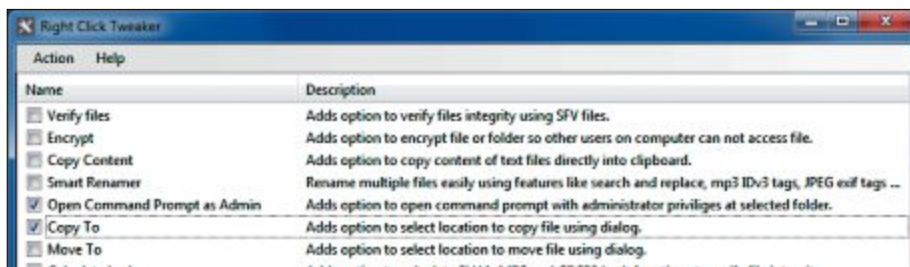 Right Click Tweaker
Action Help
Name Description
Verify files Adds option to verify files integrity using SFV files.
Encrypt Adds option to encrypt file or folder so other users on computer can not access file.
Copy Content Adds option to copy content of text files directly into clipboard.
Smart Renamer Rename multiple files easily using features like search and replace, mp3 IDv3 tags, JPEG exif tags ...
Open Command Prompt as Admin Adds option to open command prompt with administrator priviliges at selected folder.
Copy To Adds option to select location to copy file using dialog.
Move To Adds option to select location to move file using dialog.